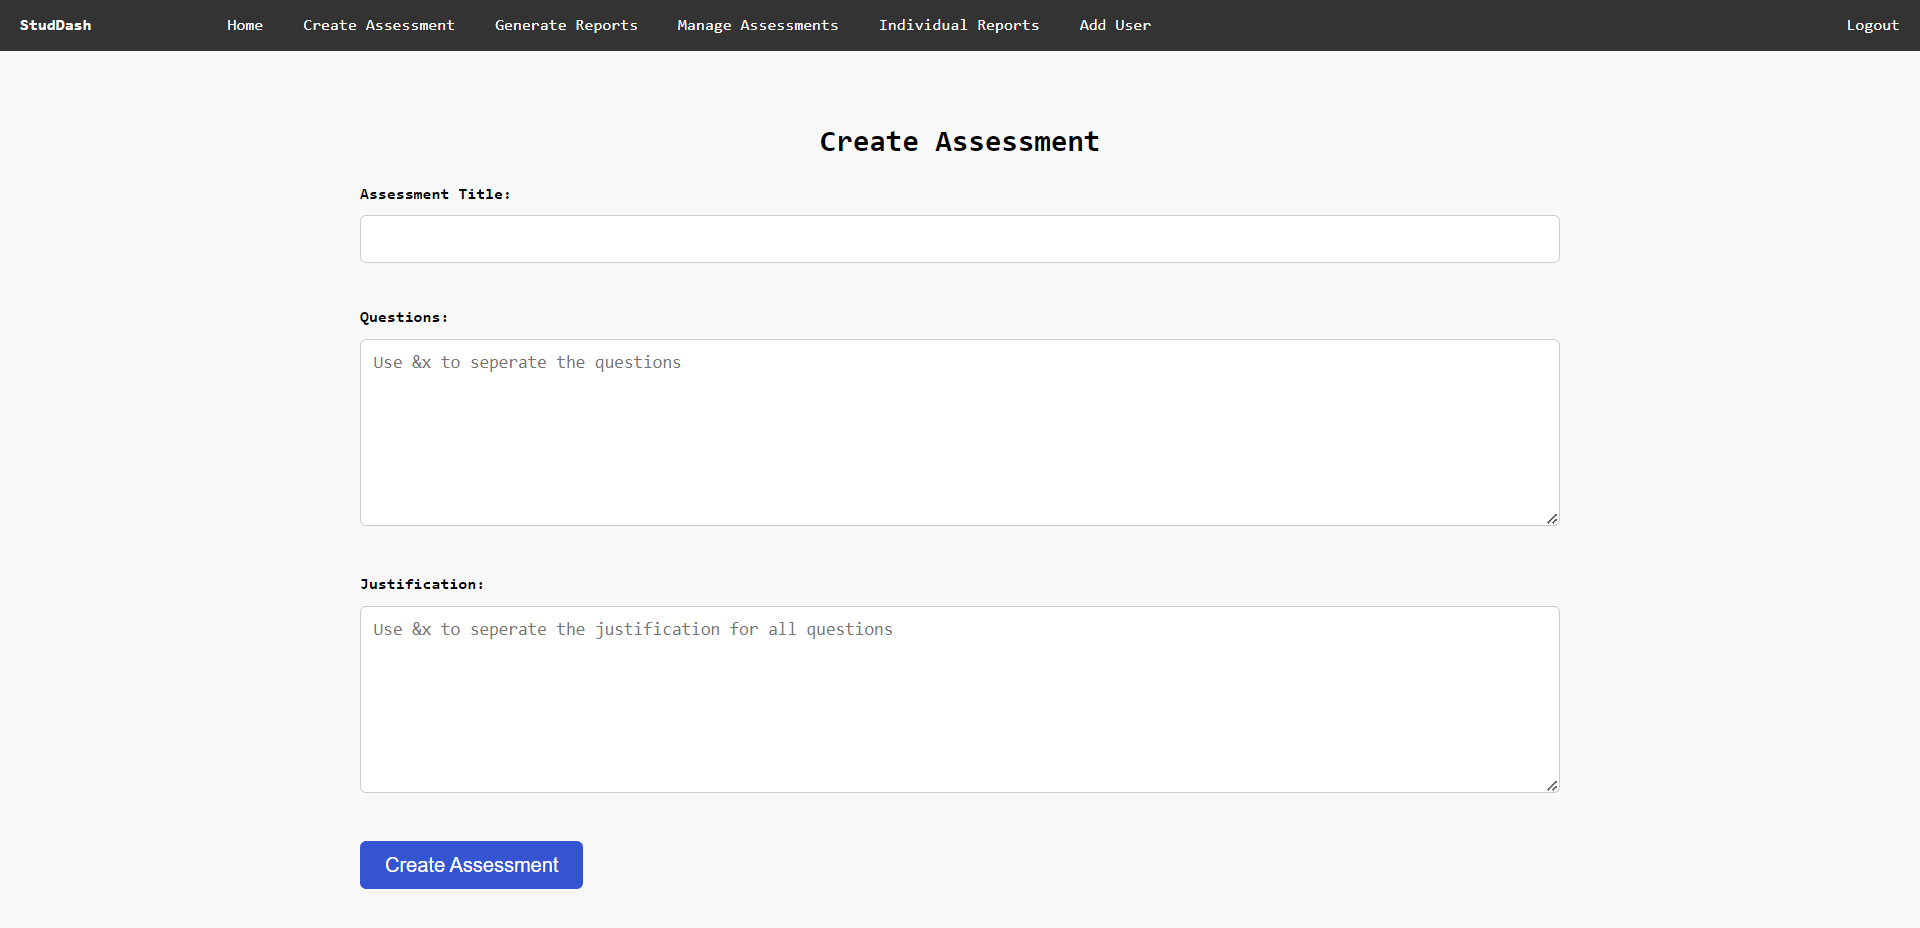 StudDash Home Create Assessment Generate Reports Manage Assessments Individual Reports Add User Logout
Create Assessment
Assessment Title:
Questions:
Use &x to seperate the questions
Justification:
Use &x to seperate the justification for all questions
Create Assessment